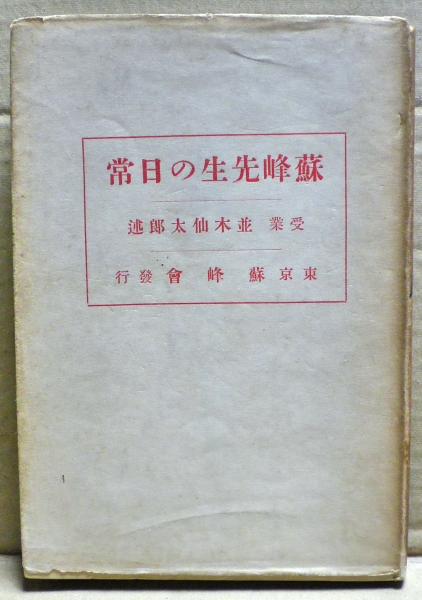 蘇峰先生の日常
受業 並木仙太郎述
東京 蘇峰會 發行